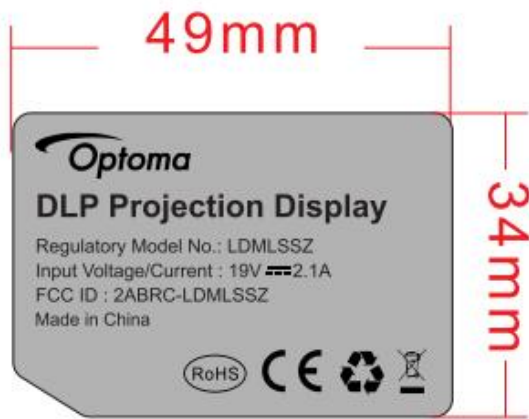 49mm
Optoma
DLP Projection Display
Regulatory Model No.: LDMLSSZ
Input Voltage/Current : 19V 2.1A
FCC ID : 2ABRC-LDMLSSZ
Made in China
RoHS CE
34mm